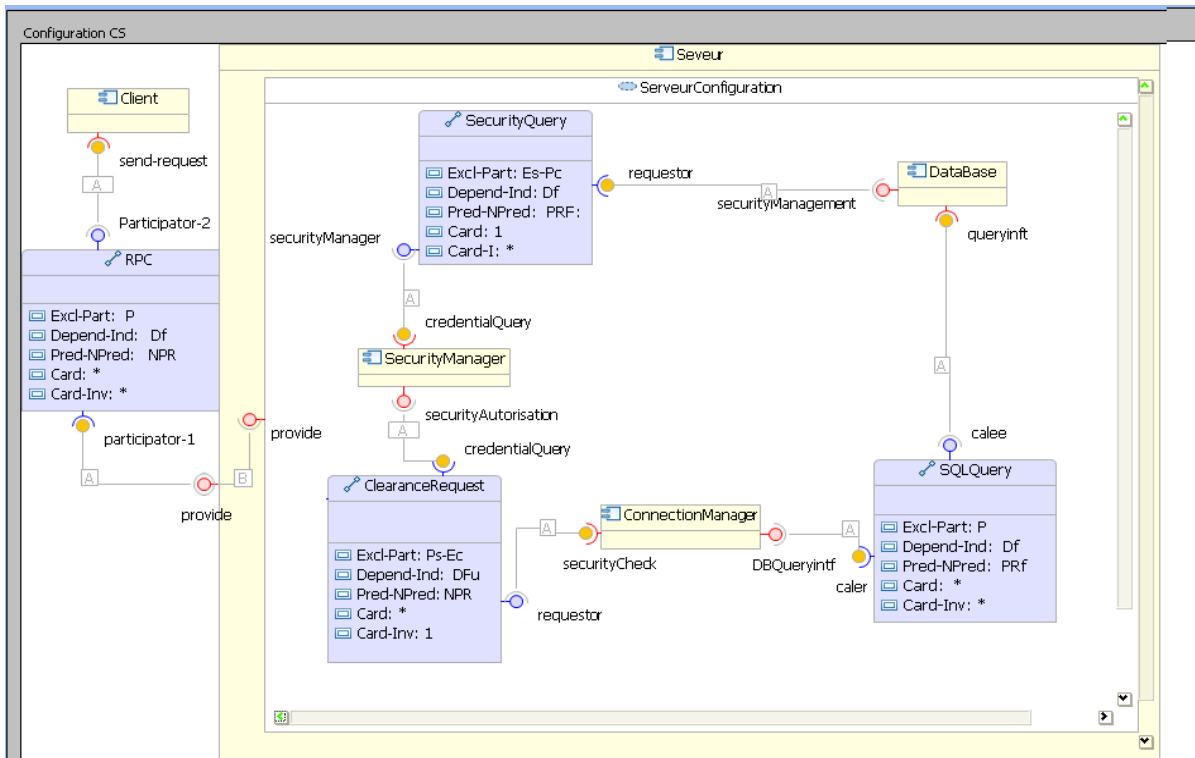 Configuration CS
Seveur
ServeurConfiguration
Client
send-request
A
Participator-2
RPC
Excl-Part: P
Depend-Ind: Df
Pred-NPred: NPR
Card: *
Card-Inv: *
participator-1
A
provide
B
provide
SecurityQuery
Excl-Part: Es-Pc
Depend-Ind: Df
Pred-NPred: PRF:
Card: 1
Card-I: *
requestor
A
securityManagement
DataBase
queryinft
securityManager
A
credentialQuery
SecurityManager
securityAutorisation
A
credentialQuery
ClearanceRequest
Excl-Part: Ps-Ec
Depend-Ind: DFu
Pred-NPred: NPR
Card: *
Card-Inv: 1
requestor
A
securityCheck
ConnectionManager
DBQueryintf
A
caler
A
calee
SQLQuery
Excl-Part: P
Depend-Ind: Df
Pred-NPred: PRf
Card: *
Card-Inv: *